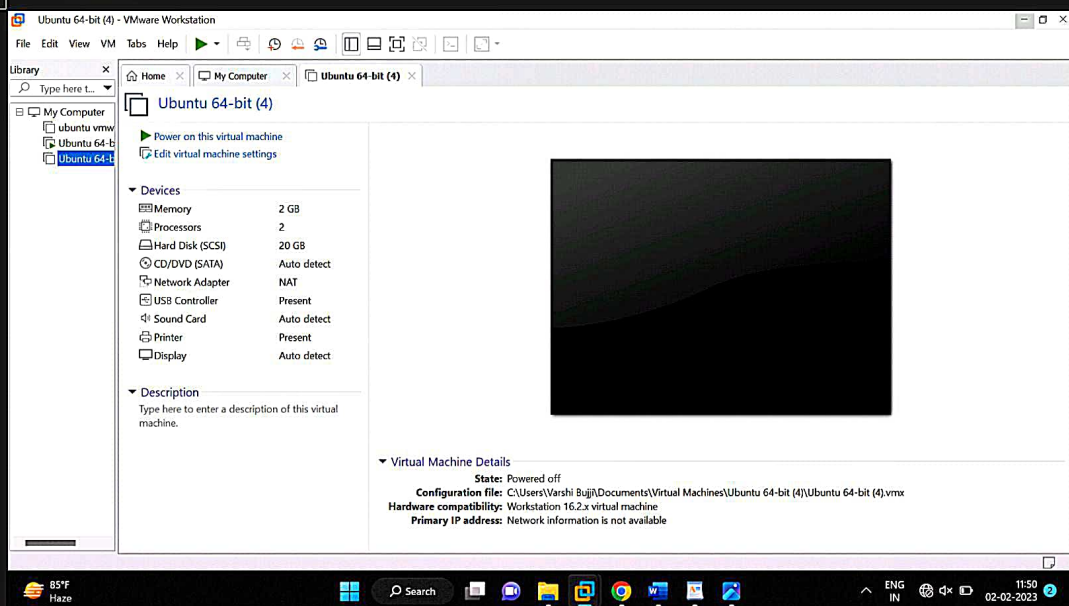 Ubuntu 64-bit (4) - VMware Workstation
File Edit View VM Tabs Help
Library
Type here t...
Home
My Computer
Ubuntu 64-bit (4)
My Computer
ubuntu vmw
Ubuntu 64-b
Ubuntu 64-b
Ubuntu 64-bit (4)
Power on this virtual machine
Edit virtual machine settings
Devices
Memory 2 GB
Processors 2
Hard Disk (SCSI) 20 GB
CD/DVD (SATA) Auto detect
Network Adapter NAT
USB Controller Present
Sound Card Auto detect
Printer Present
Display Auto detect
Description
Type here to enter a description of this virtual
machine.
Virtual Machine Details
State: Powered off
Configuration file: C:\Users\Varshi Bujji\Documents\Virtual Machines\Ubuntu 64-bit (4)\Ubuntu 64-bit (4).vmx
Hardware compatibility: Workstation 16.2.x virtual machine
Primary IP address: Network information is not available
85°F
Haze
Search
ENG
IN
11:50
02-02-2023
2